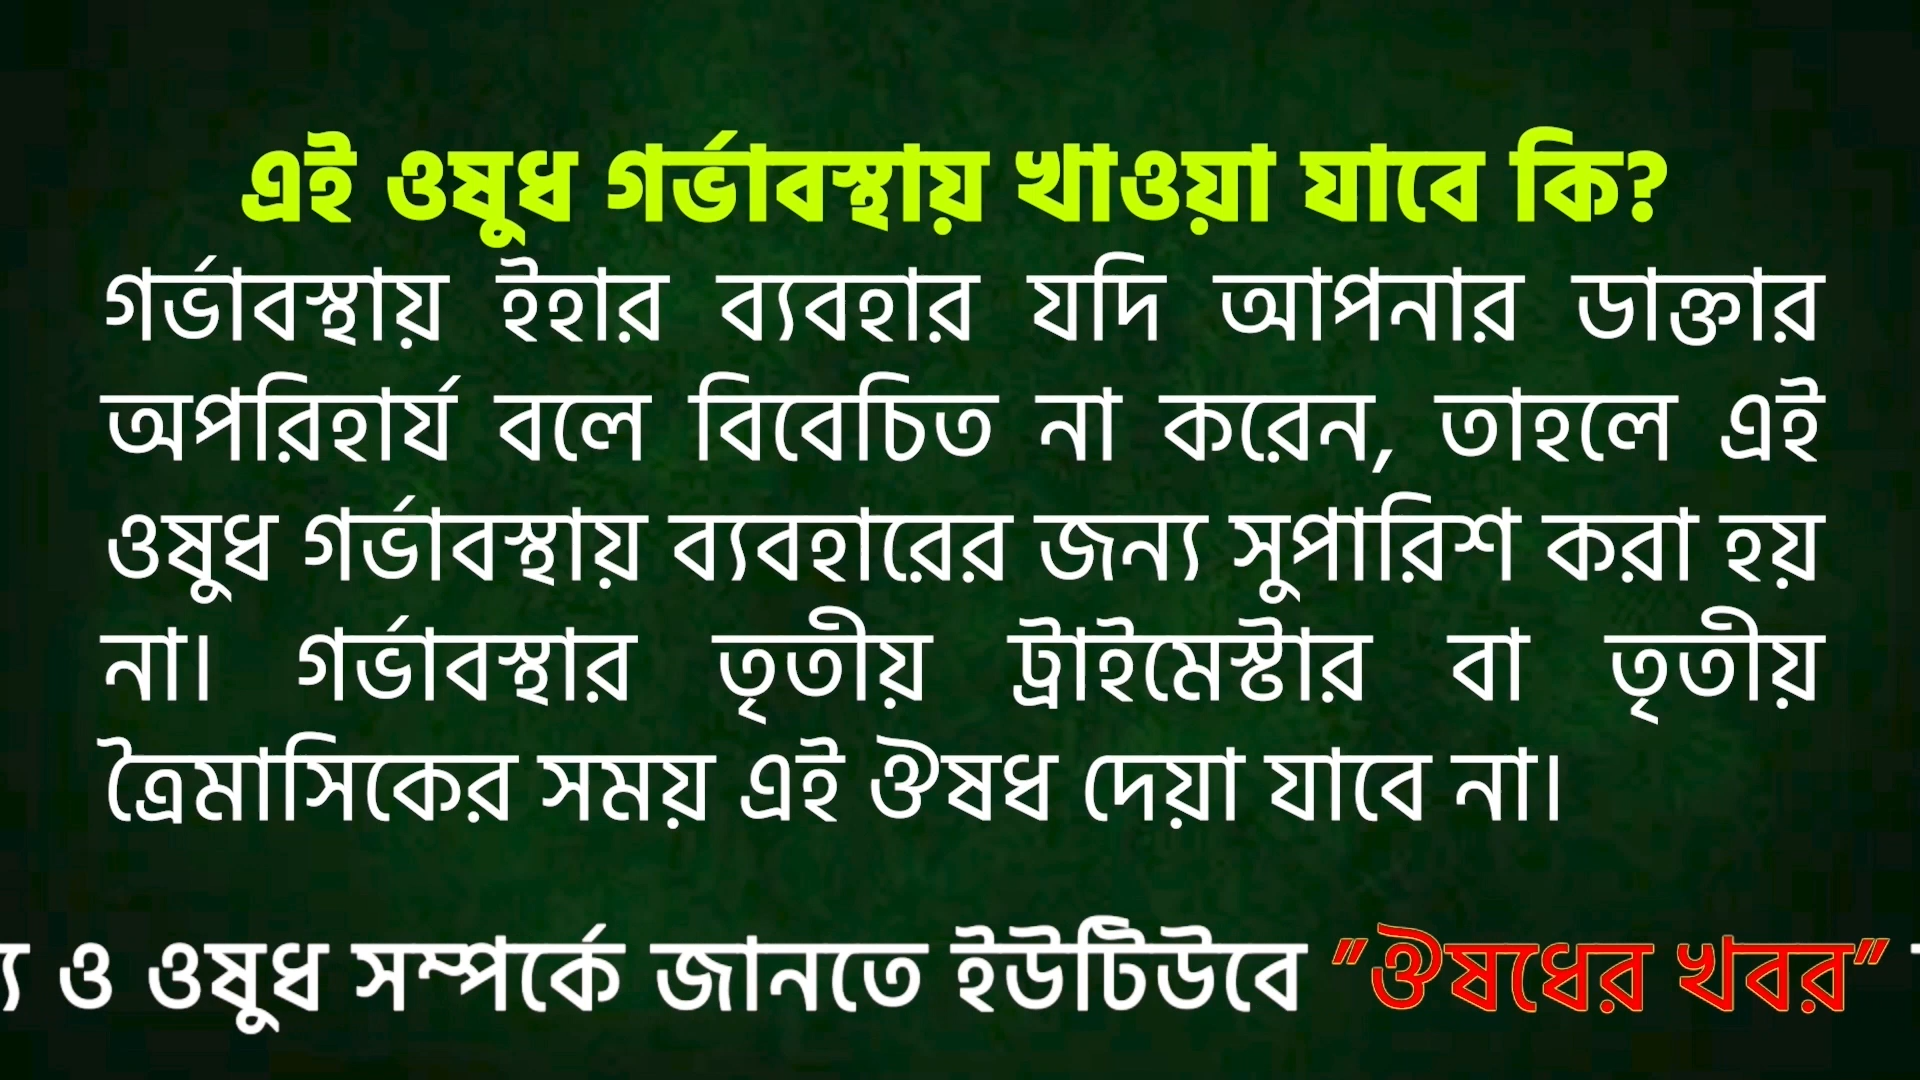 এই ওষুধ গর্ভাবস্থায় খাওয়া যাবে কি?
গর্ভাবস্থায় ইহার ব্যবহার যদি আপনার ডাক্তার
অপরিহার্য বলে বিবেচিত না করেন, তাহলে এই
ওষুধ গর্ভাবস্থায় ব্যবহারের জন্য সুপারিশ করা হয়
না। গর্ভাবস্থার তৃতীয় ট্রাইমেস্টার বা তৃতীয়
ত্রৈমাসিকের সময় এই ঔষধ দেয়া যাবে না।
ও ওষুধ সম্পর্কে জানতে ইউটিউবে "ঔষধের খবর"